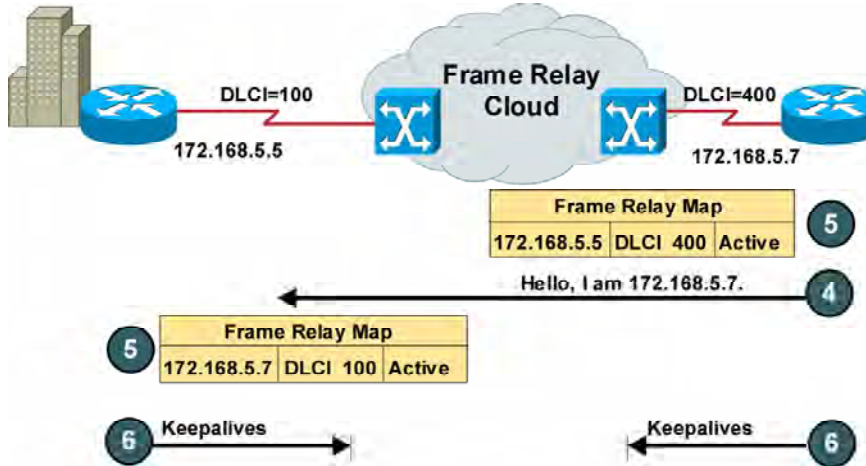 DLCI=100
Frame Relay
Cloud
DLCI=400
172.168.5.5
172.168.5.7
Frame Relay Map
172.168.5.5 DLCI 400 Active
5
Hello, I am 172.168.5.7.
4
5
Frame Relay Map
172.168.5.7 DLCI 100 Active
6
Keepalives
Keepalives
6